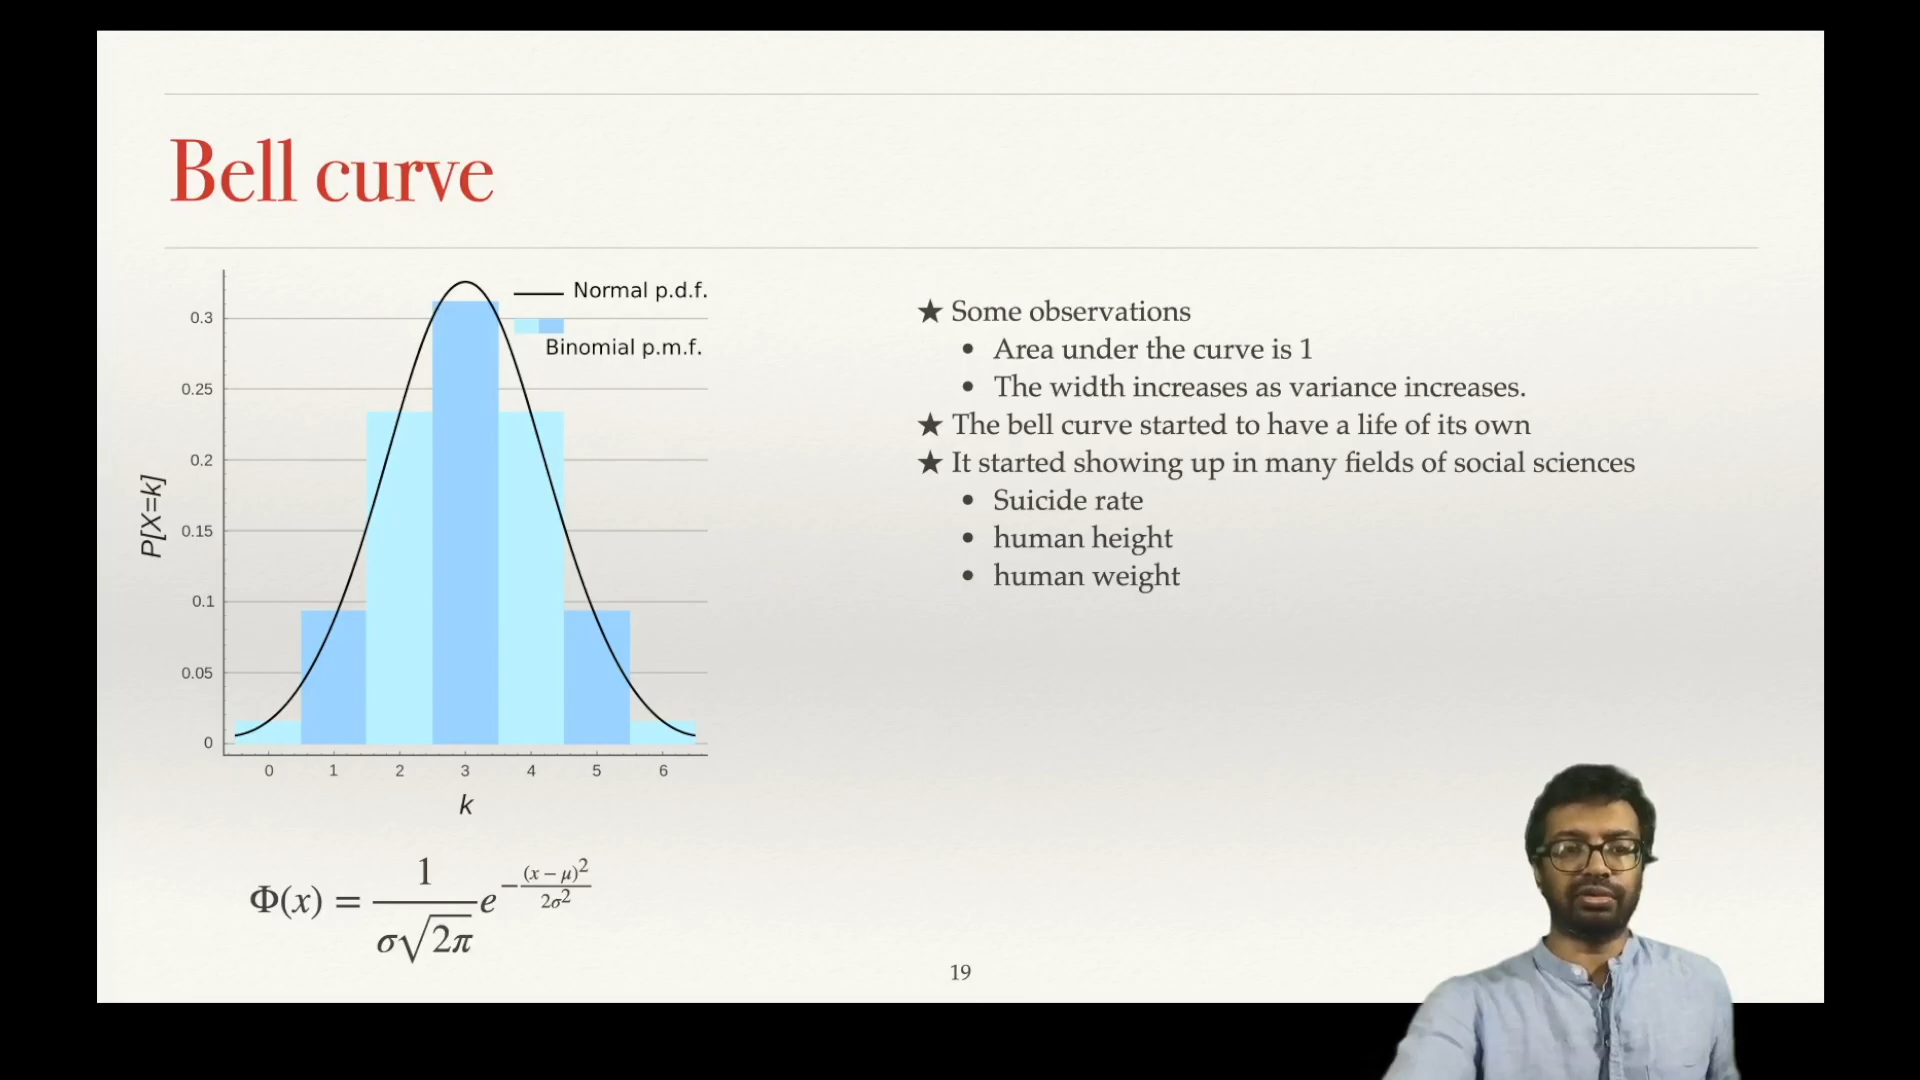 Bell curve
Normal p.d.f.
Binomial p.m.f.
0.3
0.25
0.2
0.15
0.1
0.05
0
P[X=k]
0 1 2 3 4 5 6
k
Φ(x) = 1/(σ√2π) e^(−(x − μ)²/2σ²)
★ Some observations
• Area under the curve is 1
• The width increases as variance increases.
★ The bell curve started to have a life of its own
★ It started showing up in many fields of social sciences
• Suicide rate
• human height
• human weight
19